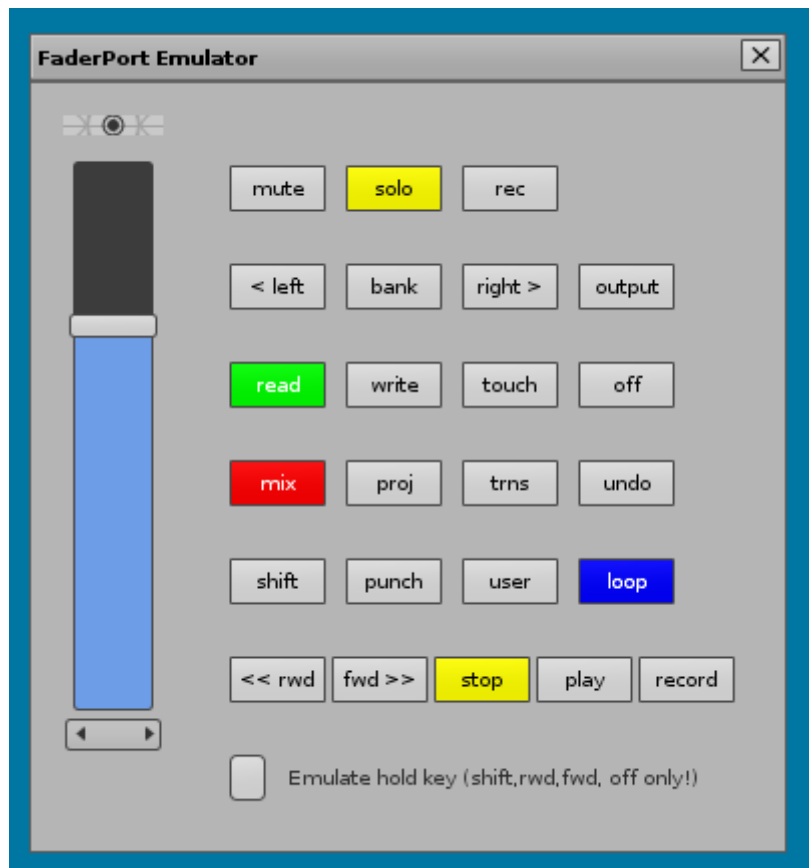 FaderPort Emulator
mute solo rec
< left bank right > output
read write touch off
mix proj trns undo
shift punch user loop
<< rwd fwd >> stop play record
Emulate hold key (shift,rwd,fwd, off only!)